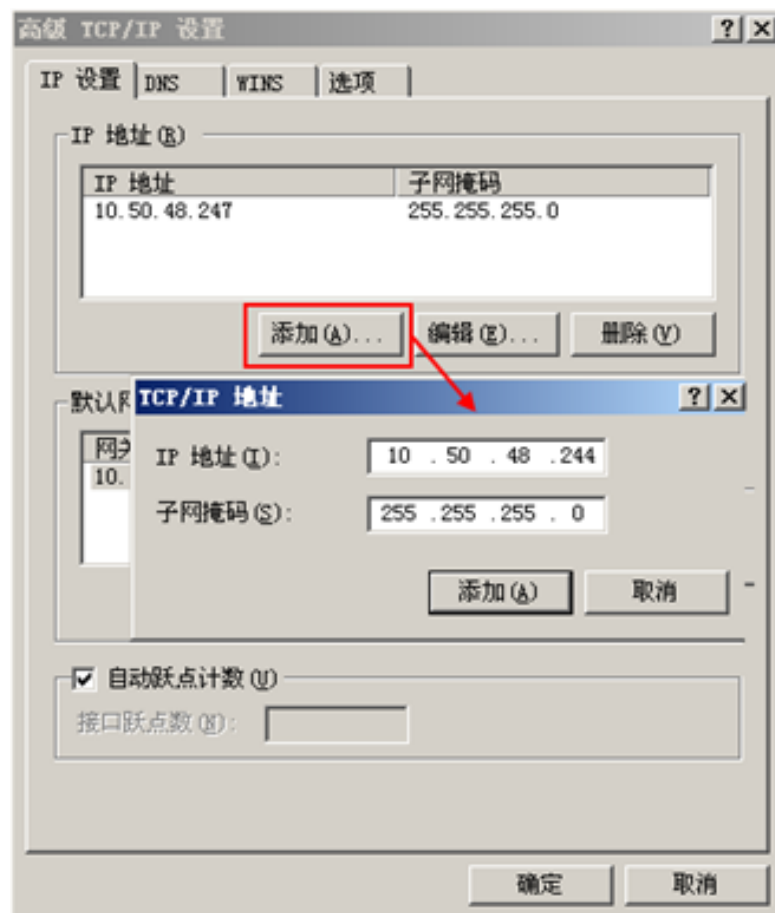 高级 TCP/IP 设置
IP 设置 DNS WINS 选项
IP 地址(R)
IP 地址 子网掩码
10.50.48.247 255.255.255.0
添加(A)... 编辑(E)... 删除(V)
默认
TCP/IP 地址
网关
10.
IP 地址(I): 10 . 50 . 48 . 244
子网掩码(S): 255 . 255 . 255 . 0
添加(A) 取消
自动跃点计数(U)
接口跃点数(N):
确定 取消